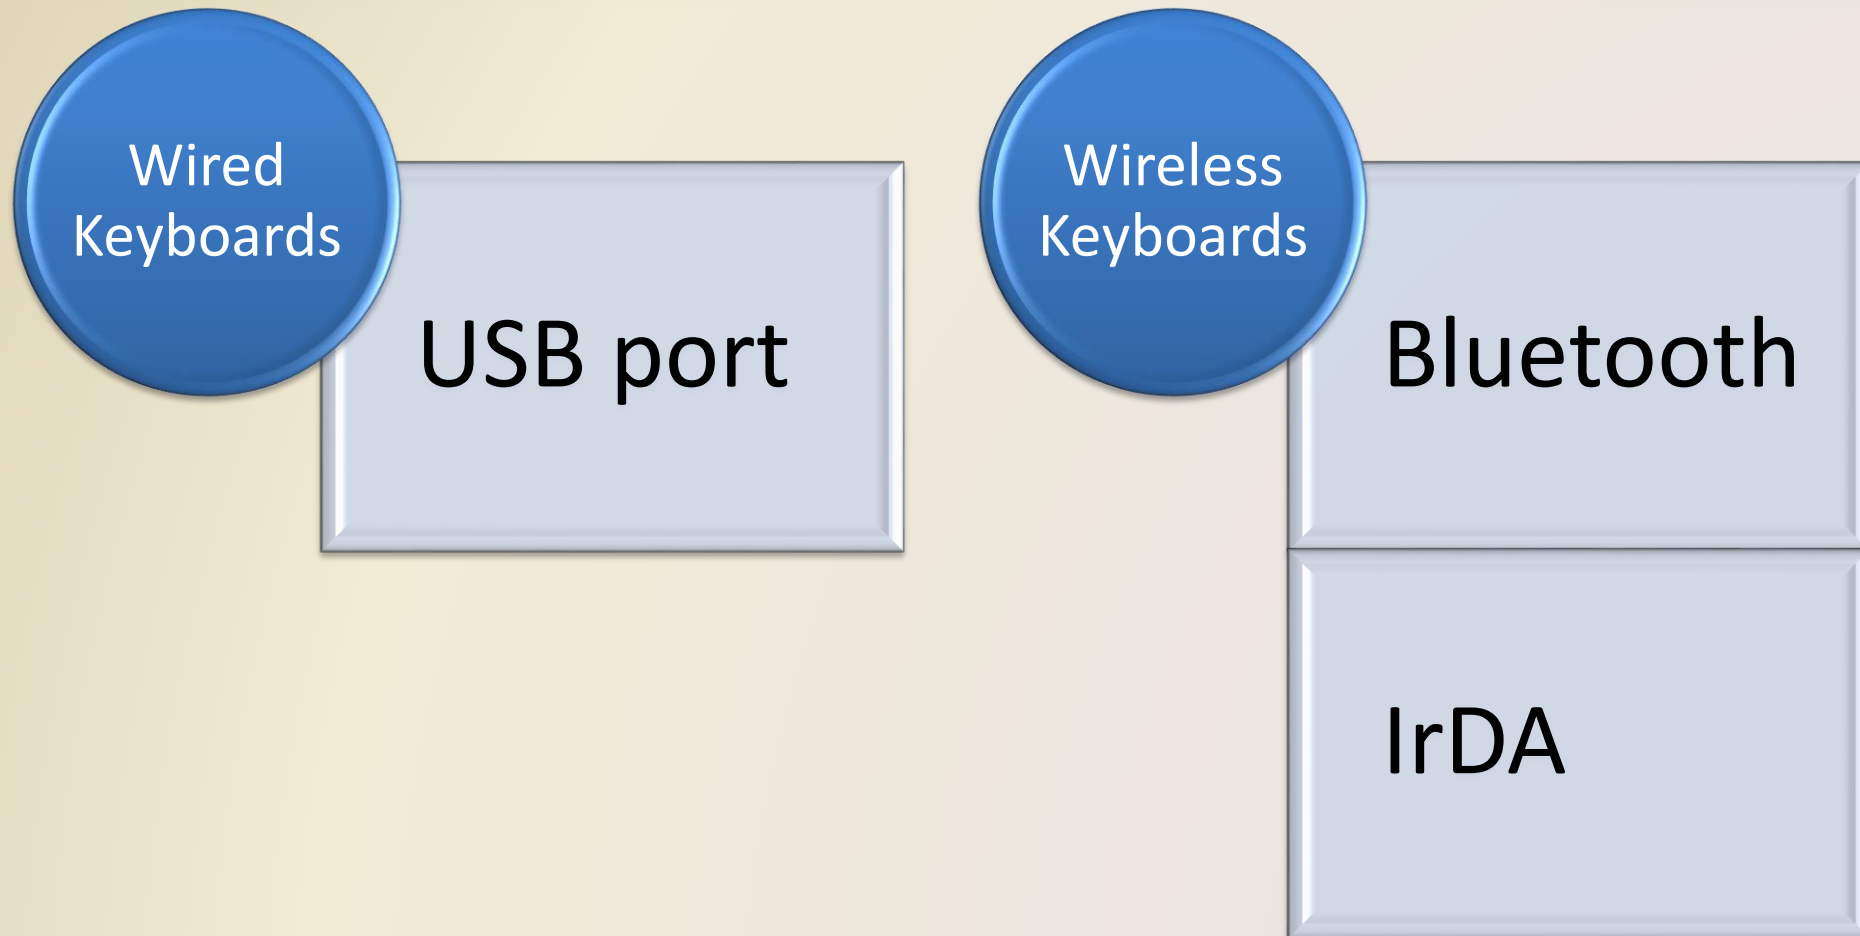 Wired
Keyboards
USB port
Wireless
Keyboards
Bluetooth
IrDA